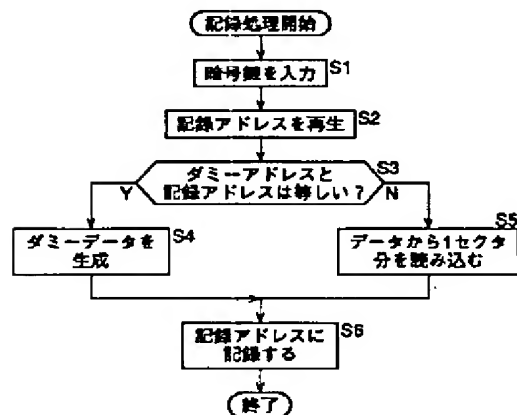 記録処理開始
暗号鍵を入力
S1
記録アドレスを再生
S2
ダミーアドレスと
記録アドレスは等しい？
S3
Y
N
ダミーデータを
生成
S4
データから1セクタ
分を読み込む
S5
記録アドレスに
記録する
S6
終了